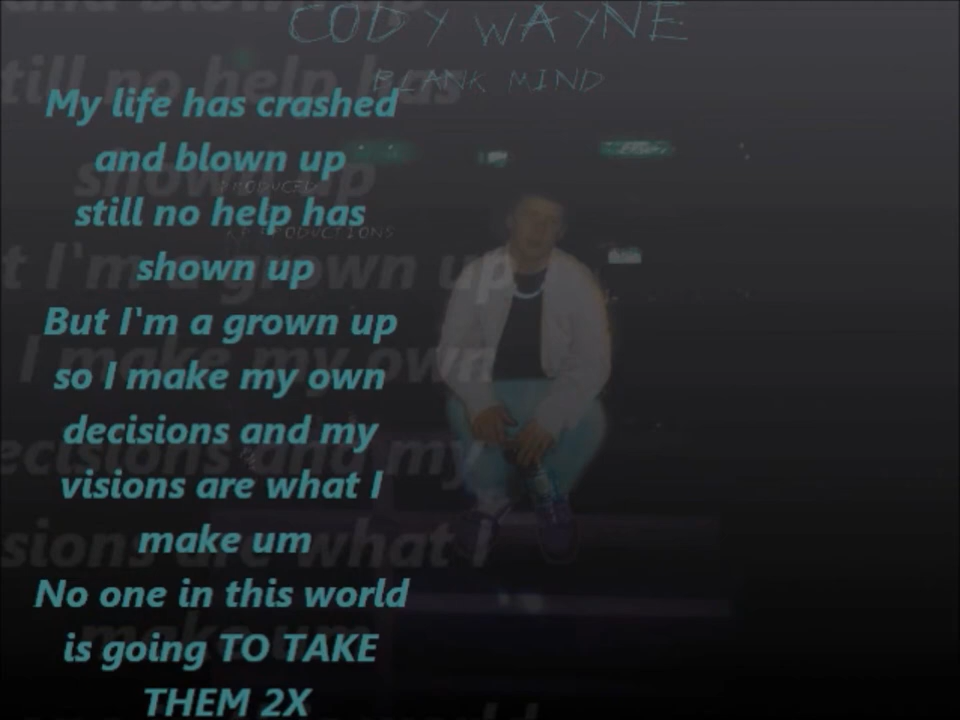 CODY WAYNE
BLANK MIND
My life has crashed
and blown up
PRODUCED
still no help has
PRODUCTIONS
shown up
But I'm a grown up
so I make my own
decisions and my
visions are what I
make um
No one in this world
is going TO TAKE
THEM 2X